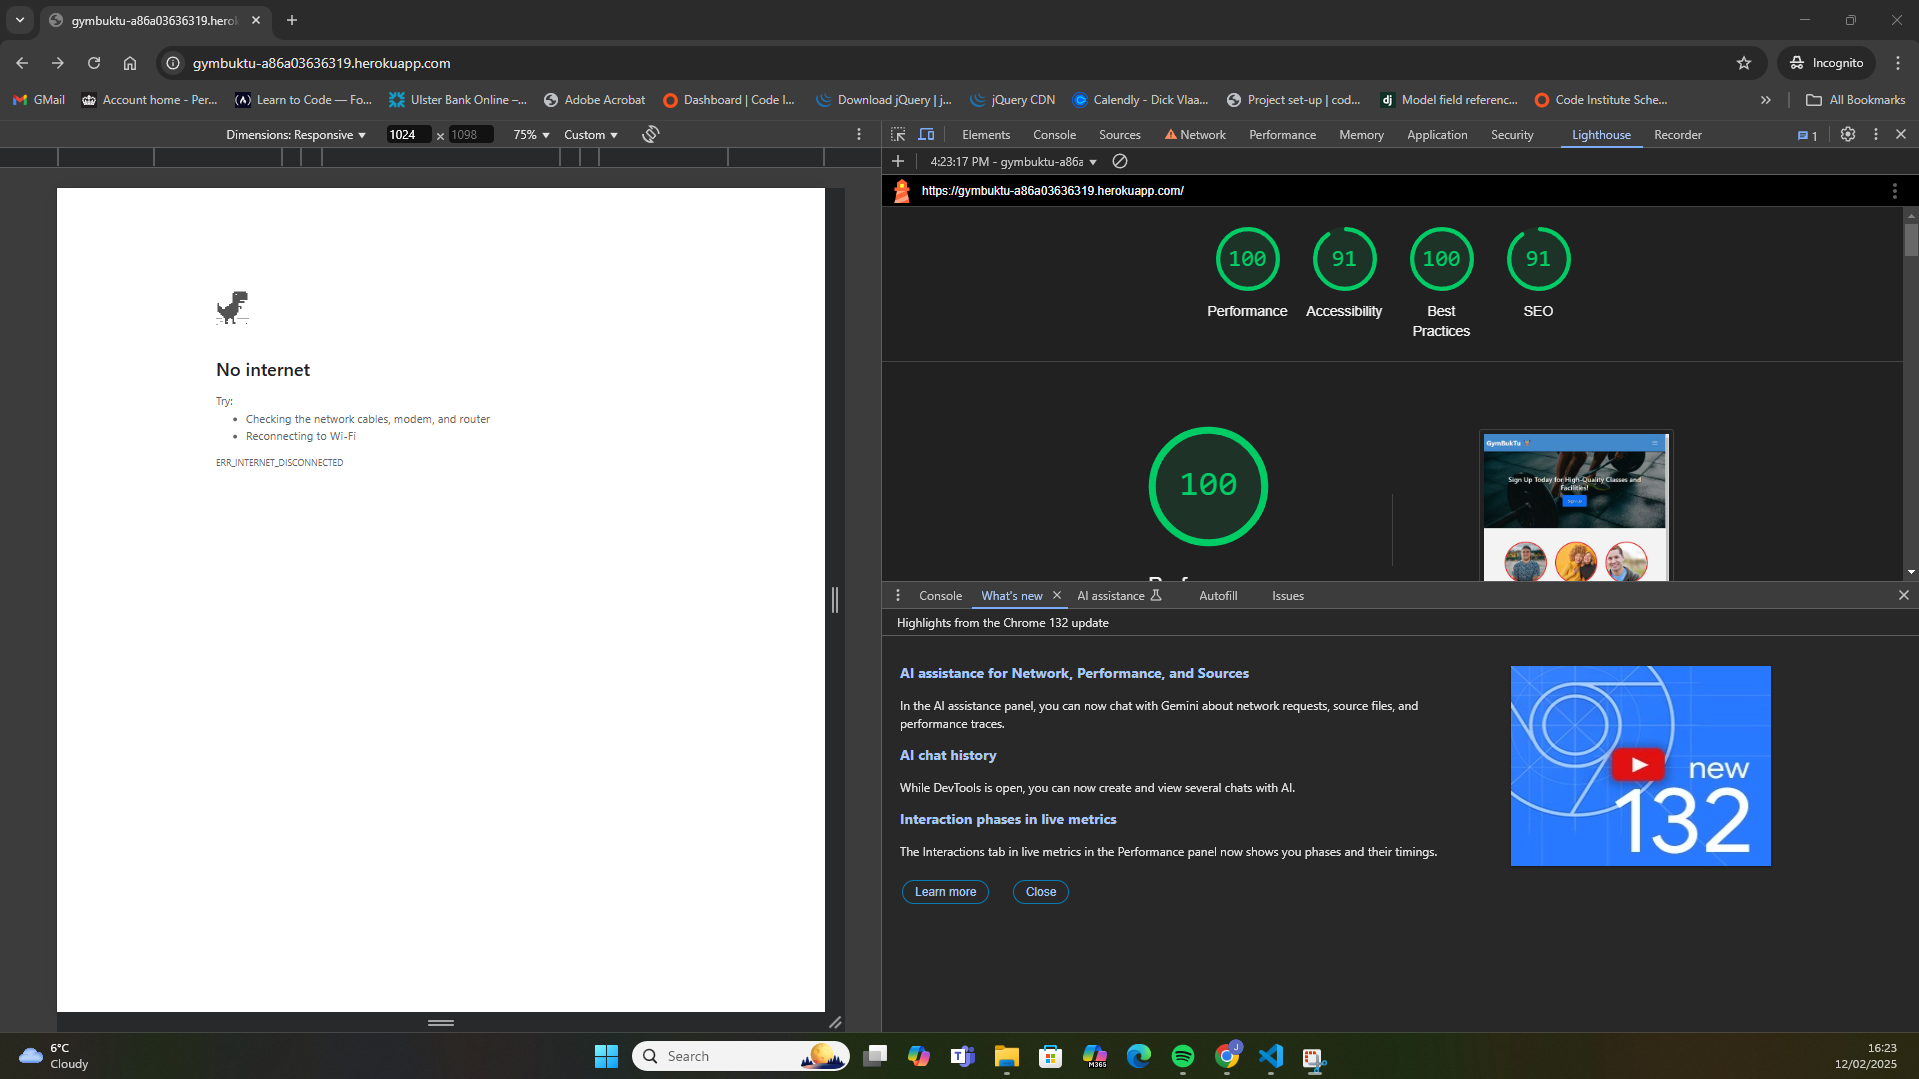 gymbuktu-a86a03636319.herok
gymbuktu-a86a03636319.herokuapp.com
Incognito
GMail
Account home - Per...
Learn to Code — Fo...
Ulster Bank Online –...
Adobe Acrobat
Dashboard | Code I...
Download jQuery | j...
jQuery CDN
Calendly - Dick Vlaa...
Project set-up | cod...
dj
Model field referenc...
Code Institute Sche...
All Bookmarks
Dimensions: Responsive
1024
×
1098
75%
Custom
Elements
Console
Sources
Network
Performance
Memory
Application
Security
Lighthouse
Recorder
1
4:23:17 PM - gymbuktu-a86a
https://gymbuktu-a86a03636319.herokuapp.com/
100
91
100
91
Performance
Accessibility
Best
Practices
SEO
100
GymBukTu
Sign Up Today for High-Quality Classes and
Facilities!
Sign Up
No internet
Try:
• Checking the network cables, modem, and router
• Reconnecting to Wi-Fi
ERR_INTERNET_DISCONNECTED
Console
What's new
AI assistance
Autofill
Issues
Highlights from the Chrome 132 update
AI assistance for Network, Performance, and Sources
In the AI assistance panel, you can now chat with Gemini about network requests, source files, and
performance traces.
AI chat history
While DevTools is open, you can now create and view several chats with AI.
Interaction phases in live metrics
The Interactions tab in live metrics in the Performance panel now shows you phases and their timings.
Learn more
Close
new
132
6°C
Cloudy
Search
M365
J
16:23
12/02/2025